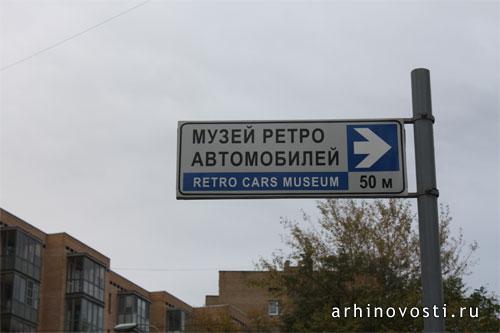 МУЗЕЙ РЕТРО
АВТОМОБИЛЕЙ
RETRO CARS MUSEUM 50 м
arhinovosti.ru